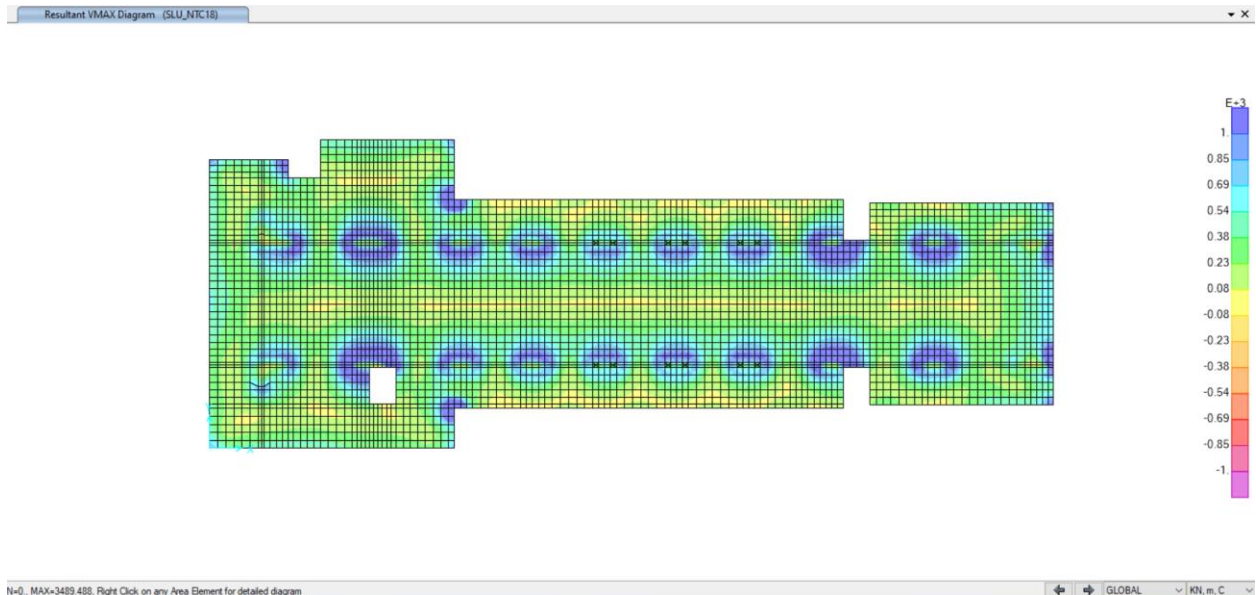 Resultant VMAX Diagram (SLU_NTC18)
E+3
1.
0.85
0.69
0.54
0.38
0.23
0.08
-0.08
-0.23
-0.38
-0.54
-0.69
-0.85
-1.
N=0., MAX=3489.488, Right Click on any Area Element for detailed diagram
GLOBAL
KN, m, C